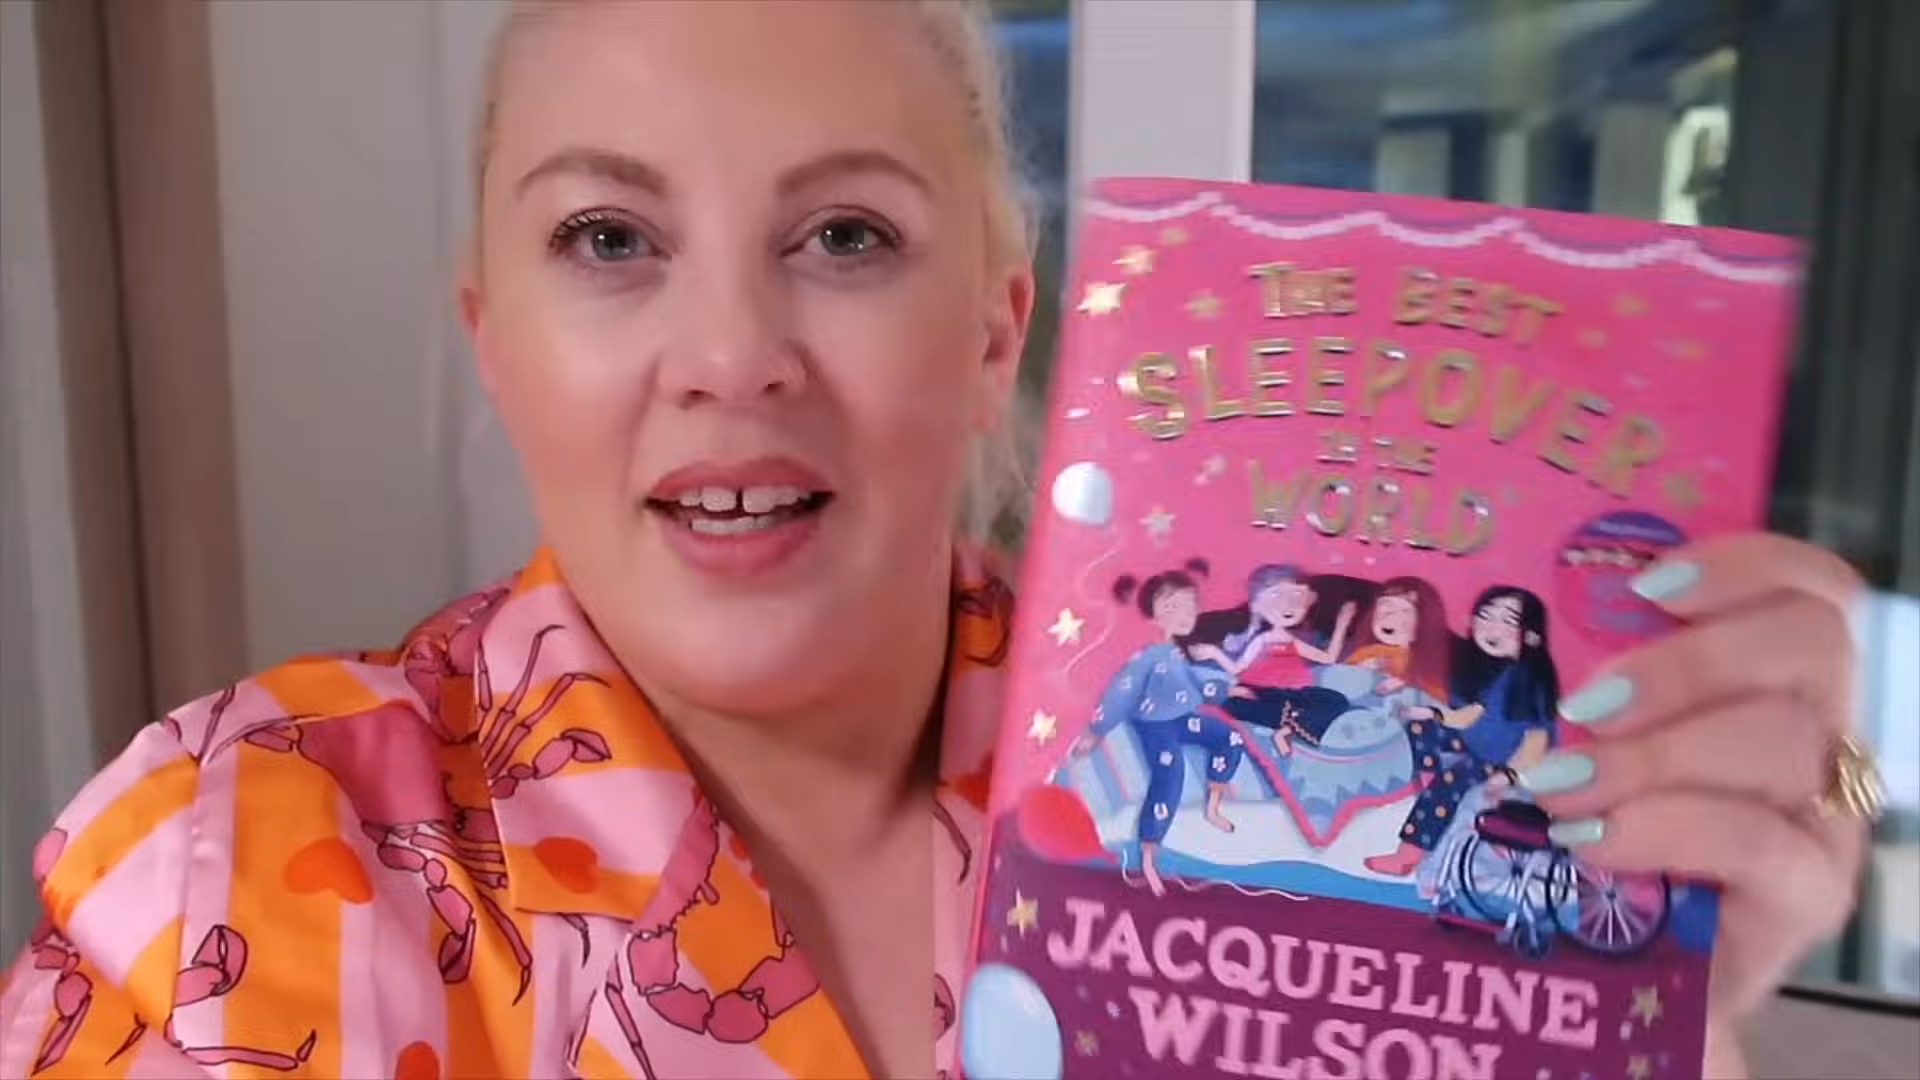 THE BEST
SLEEPOVER
IN THE
WORLD
JACQUELINE
WILSON